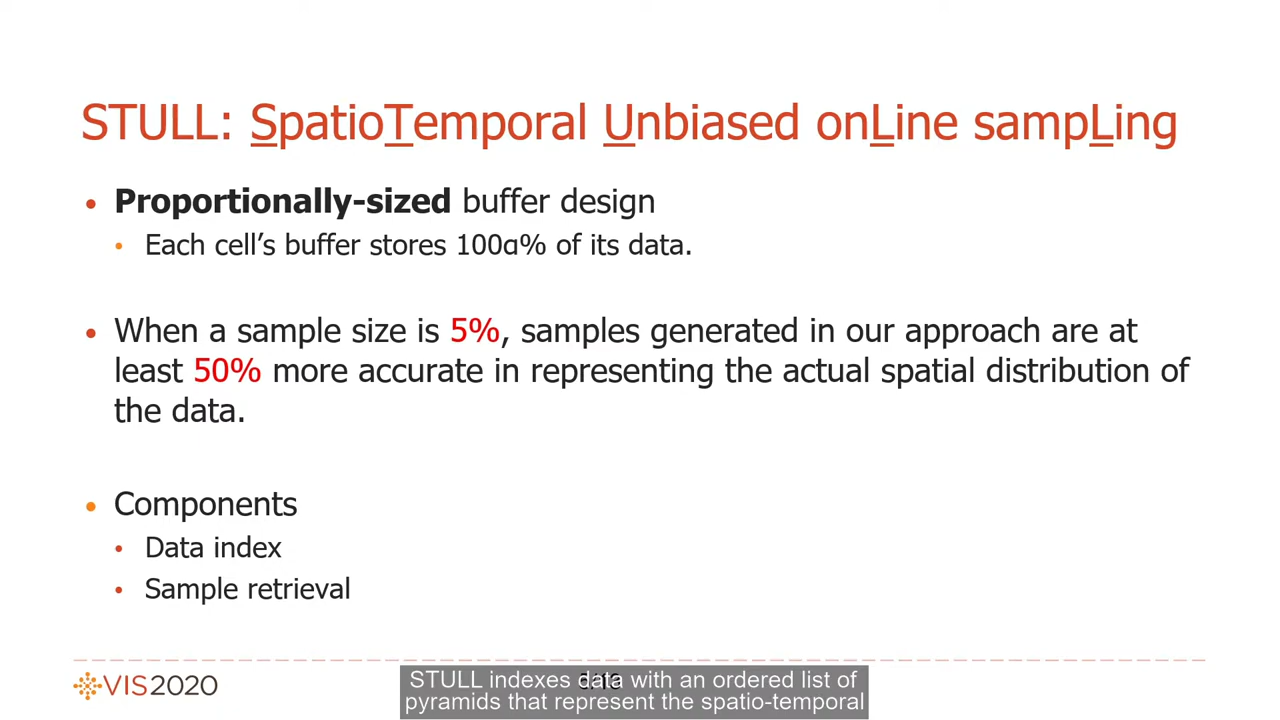 STULL: SpatioTemporal Unbiased onLine sampLing
• Proportionally-sized buffer design
• Each cell's buffer stores 100α% of its data.
• When a sample size is 5%, samples generated in our approach are at
least 50% more accurate in representing the actual spatial distribution of
the data.
• Components
• Data index
• Sample retrieval
VIS2020
STULL indexes data with an ordered list of
pyramids that represent the spatio-temporal